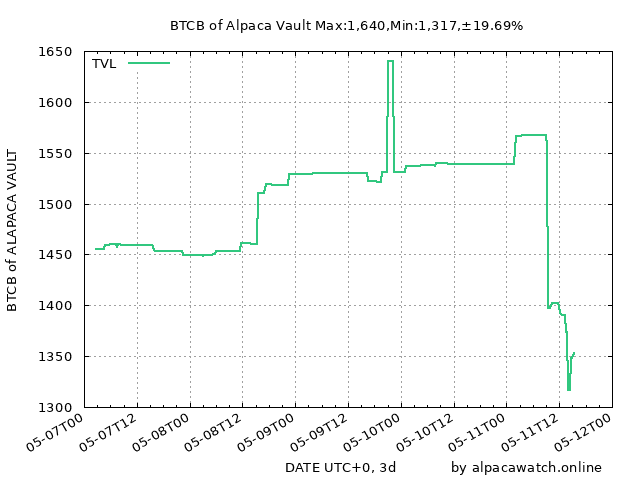 BTCB of Alpaca Vault Max:1,640,Min:1,317,±19.69%
TVL
1650
1600
1550
1500
1450
1400
1350
1300
BTCB of ALAPACA VAULT
05-07T00
05-07T12
05-08T00
05-08T12
05-09T00
05-09T12
05-10T00
05-10T12
05-11T00
05-11T12
05-12T00
DATE UTC+0, 3d
by alpacawatch.online